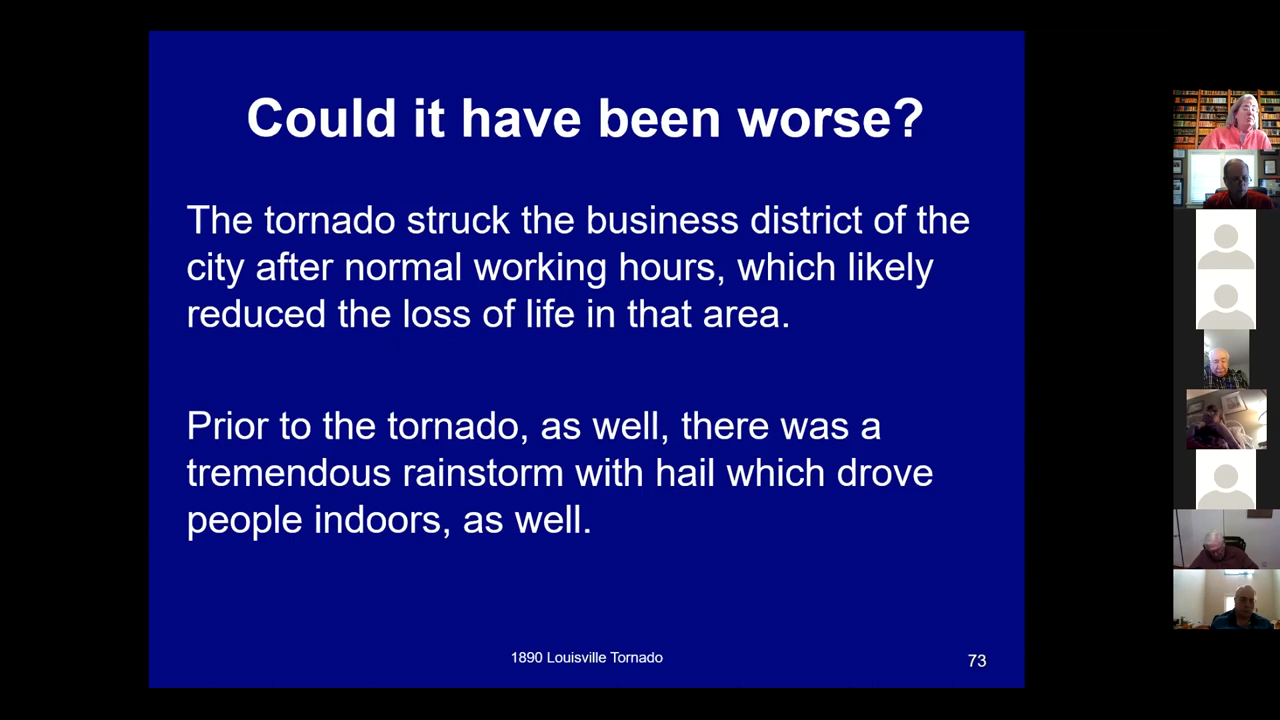 Could it have been worse?
The tornado struck the business district of the
city after normal working hours, which likely
reduced the loss of life in that area.
Prior to the tornado, as well, there was a
tremendous rainstorm with hail which drove
people indoors, as well.
1890 Louisville Tornado
73